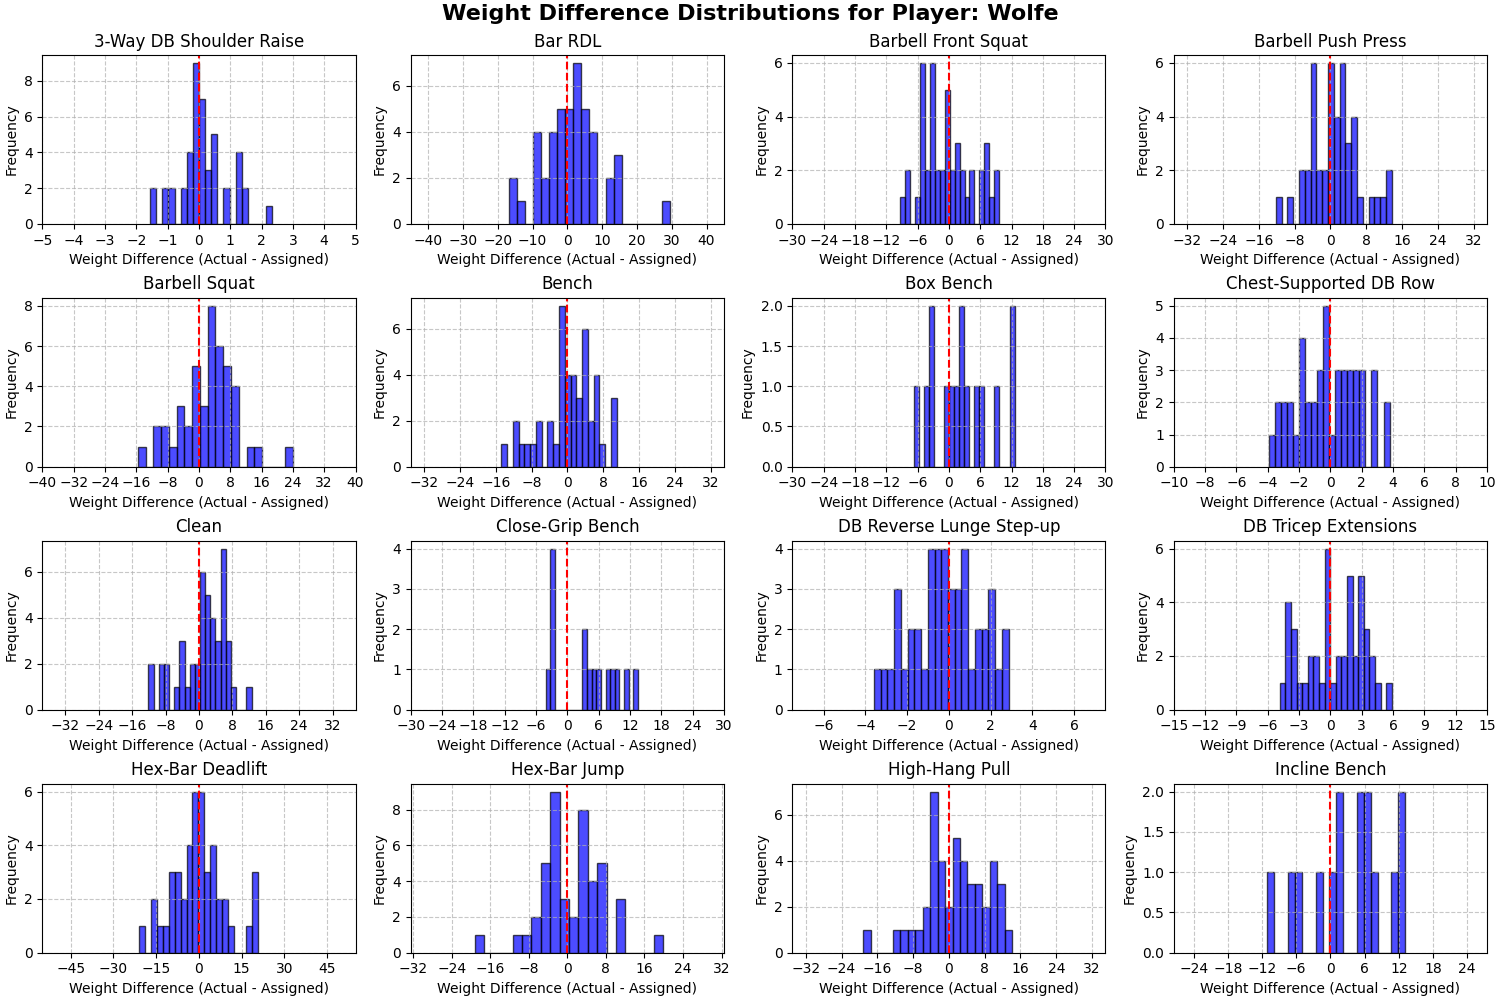 Weight Difference Distributions for Player: Wolfe
3-Way DB Shoulder Raise
Frequency
8
6
4
2
0
−5 −4 −3 −2 −1 0 1 2 3 4 5
Weight Difference (Actual - Assigned)
Bar RDL
Frequency
6
4
2
0
−40 −30 −20 −10 0 10 20 30 40
Weight Difference (Actual - Assigned)
Barbell Front Squat
Frequency
6
4
2
0
−30 −24 −18 −12 −6 0 6 12 18 24 30
Weight Difference (Actual - Assigned)
Barbell Push Press
Frequency
6
4
2
0
−32 −24 −16 −8 0 8 16 24 32
Weight Difference (Actual - Assigned)
Barbell Squat
Frequency
8
6
4
2
0
−40 −32 −24 −16 −8 0 8 16 24 32 40
Weight Difference (Actual - Assigned)
Bench
Frequency
6
4
2
0
−32 −24 −16 −8 0 8 16 24 32
Weight Difference (Actual - Assigned)
Box Bench
Frequency
2.0
1.5
1.0
0.5
0.0
−30 −24 −18 −12 −6 0 6 12 18 24 30
Weight Difference (Actual - Assigned)
Chest-Supported DB Row
Frequency
5
4
3
2
1
0
−10 −8 −6 −4 −2 0 2 4 6 8 10
Weight Difference (Actual - Assigned)
Clean
Frequency
6
4
2
0
−32 −24 −16 −8 0 8 16 24 32
Weight Difference (Actual - Assigned)
Close-Grip Bench
Frequency
4
3
2
1
0
−30 −24 −18 −12 −6 0 6 12 18 24 30
Weight Difference (Actual - Assigned)
DB Reverse Lunge Step-up
Frequency
4
3
2
1
0
−6 −4 −2 0 2 4 6
Weight Difference (Actual - Assigned)
DB Tricep Extensions
Frequency
6
4
2
0
−15 −12 −9 −6 −3 0 3 6 9 12 15
Weight Difference (Actual - Assigned)
Hex-Bar Deadlift
Frequency
6
4
2
0
−45 −30 −15 0 15 30 45
Weight Difference (Actual - Assigned)
Hex-Bar Jump
Frequency
8
6
4
2
0
−32 −24 −16 −8 0 8 16 24 32
Weight Difference (Actual - Assigned)
High-Hang Pull
Frequency
6
4
2
0
−32 −24 −16 −8 0 8 16 24 32
Weight Difference (Actual - Assigned)
Incline Bench
Frequency
2.0
1.5
1.0
0.5
0.0
−24 −18 −12 −6 0 6 12 18 24
Weight Difference (Actual - Assigned)